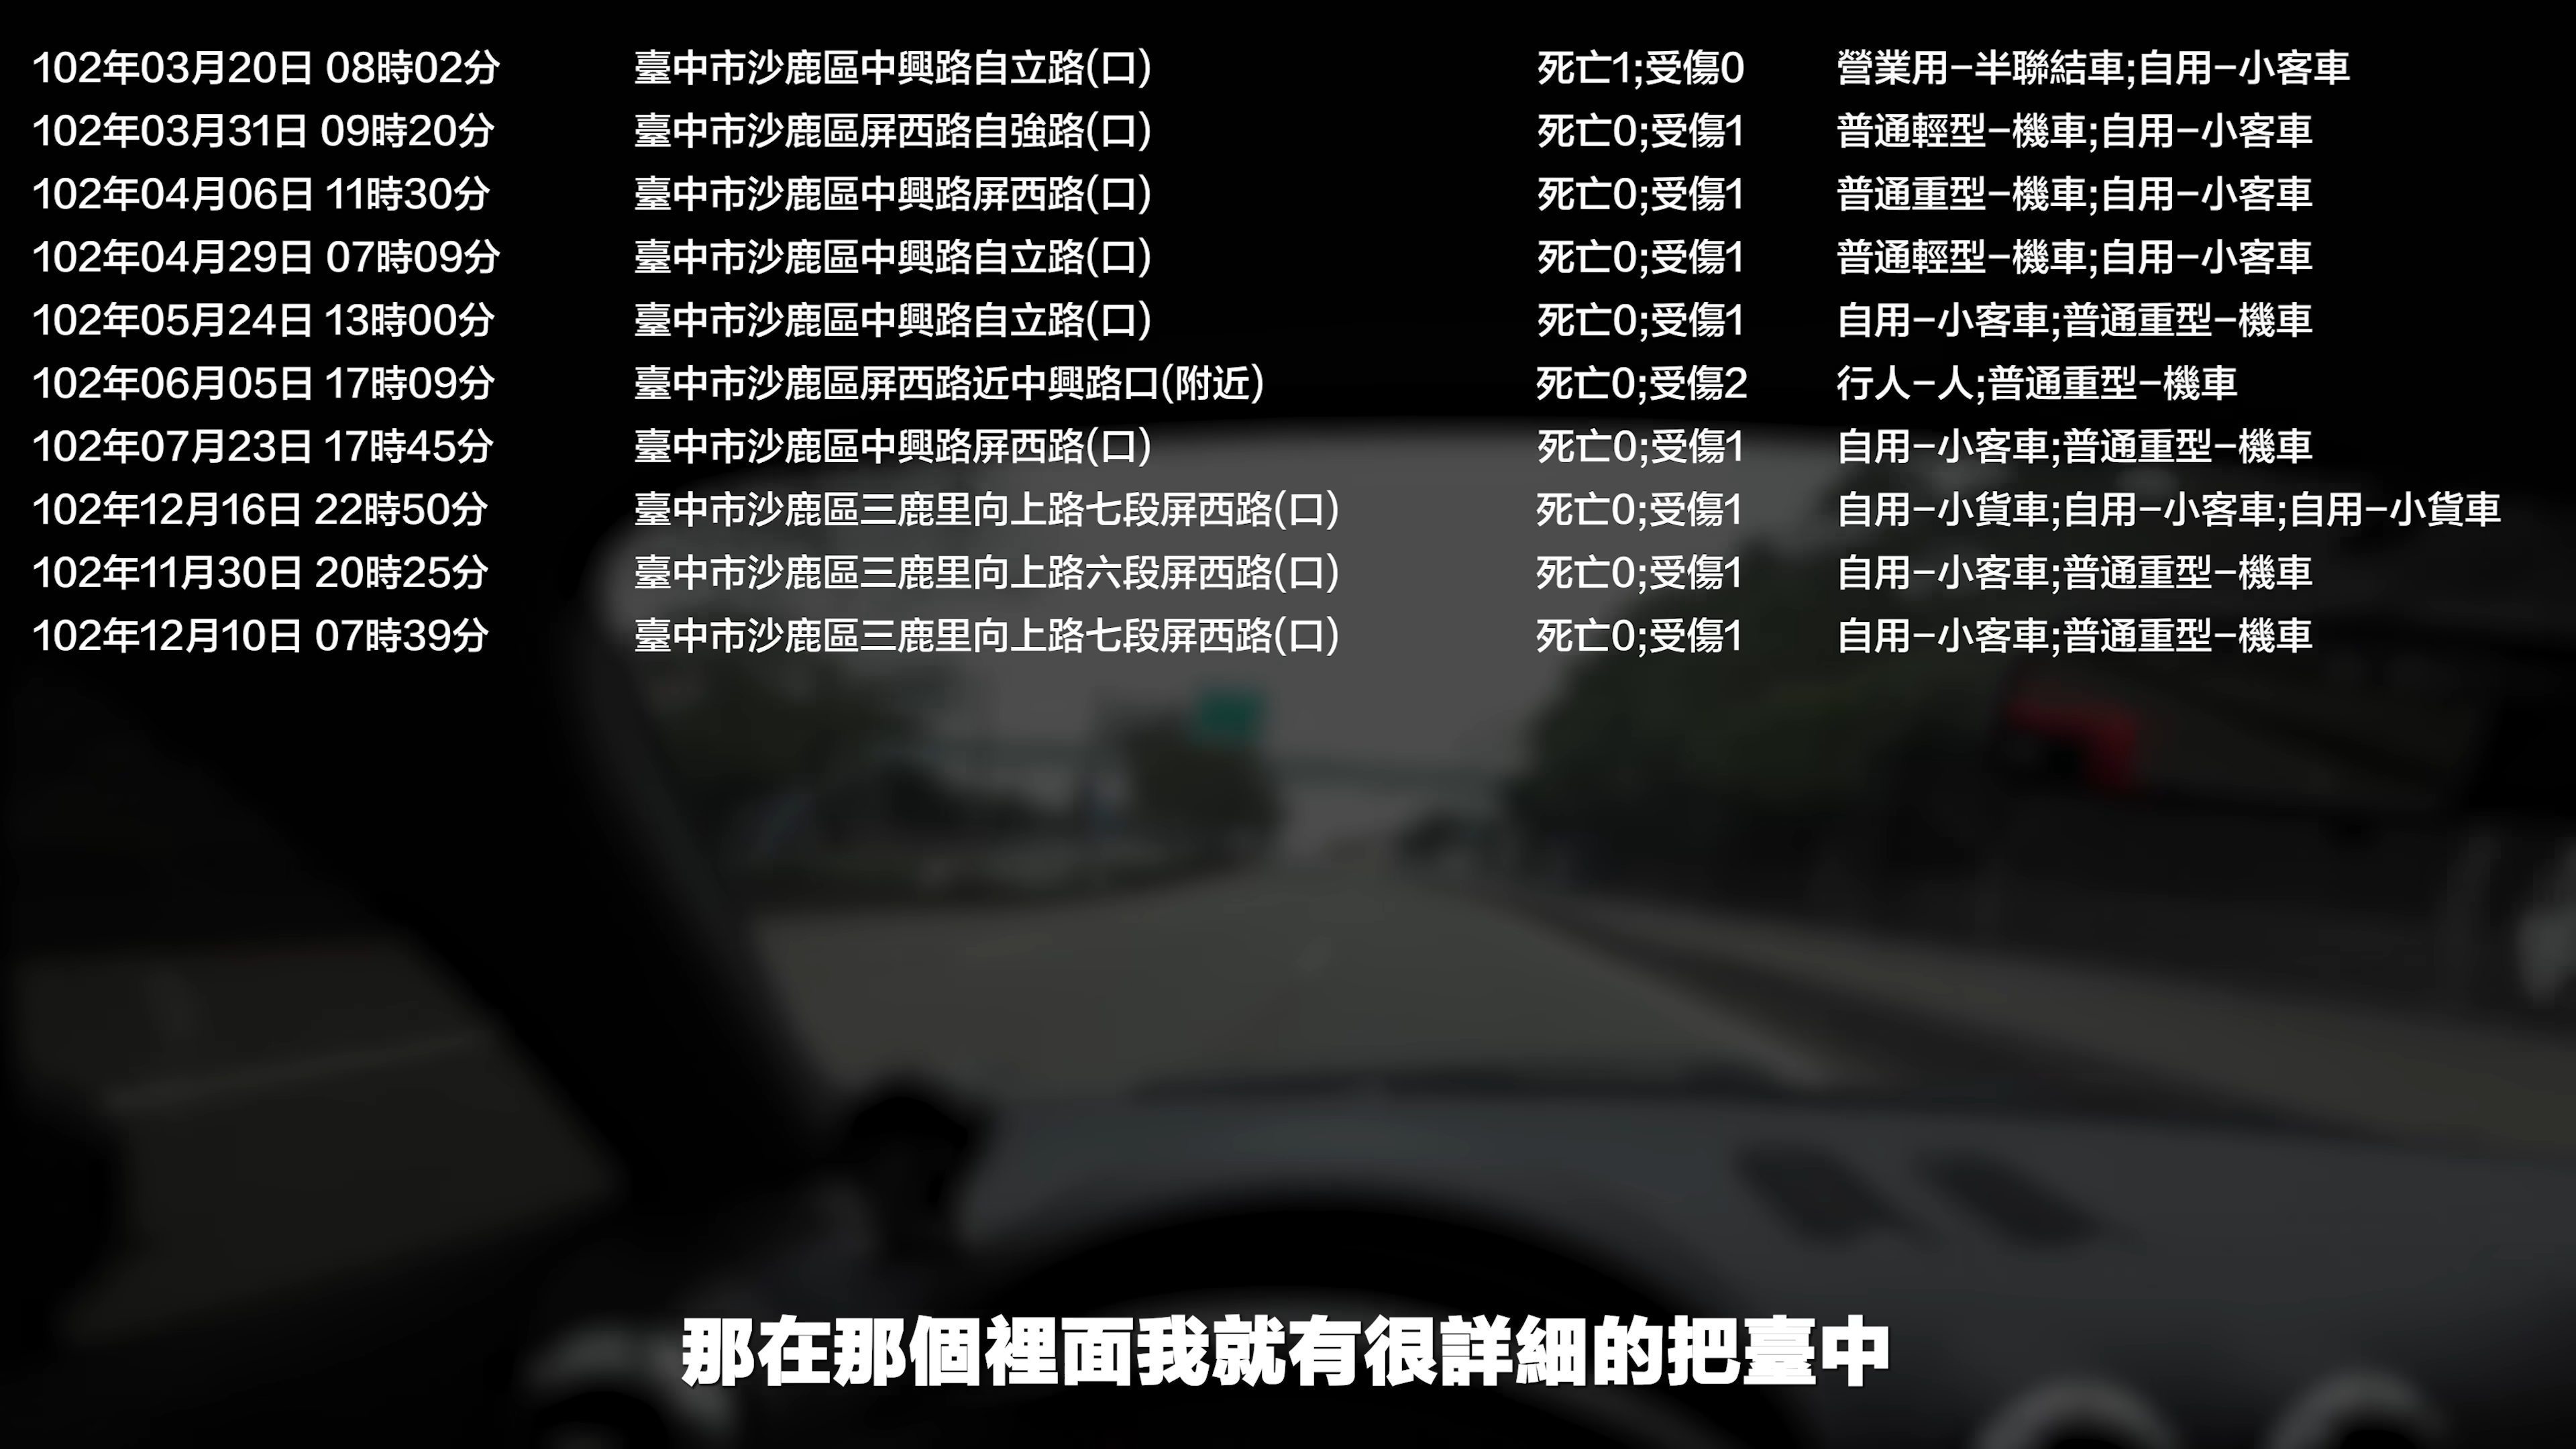 102年03月20日 08時02分 臺中市沙鹿區中興路自立路(口) 死亡1;受傷0 營業用-半聯結車;自用-小客車
102年03月31日 09時20分 臺中市沙鹿區屏西路自強路(口) 死亡0;受傷1 普通輕型-機車;自用-小客車
102年04月06日 11時30分 臺中市沙鹿區中興路屏西路(口) 死亡0;受傷1 普通重型-機車;自用-小客車
102年04月29日 07時09分 臺中市沙鹿區中興路自立路(口) 死亡0;受傷1 普通輕型-機車;自用-小客車
102年05月24日 13時00分 臺中市沙鹿區中興路自立路(口) 死亡0;受傷1 自用-小客車;普通重型-機車
102年06月05日 17時09分 臺中市沙鹿區屏西路近中興路口(附近) 死亡0;受傷2 行人-人;普通重型-機車
102年07月23日 17時45分 臺中市沙鹿區中興路屏西路(口) 死亡0;受傷1 自用-小客車;普通重型-機車
102年12月16日 22時50分 臺中市沙鹿區三鹿里向上路七段屏西路(口) 死亡0;受傷1 自用-小貨車;自用-小客車;自用-小貨車
102年11月30日 20時25分 臺中市沙鹿區三鹿里向上路六段屏西路(口) 死亡0;受傷1 自用-小客車;普通重型-機車
102年12月10日 07時39分 臺中市沙鹿區三鹿里向上路七段屏西路(口) 死亡0;受傷1 自用-小客車;普通重型-機車
那在那個裡面我就有很詳細的把臺中